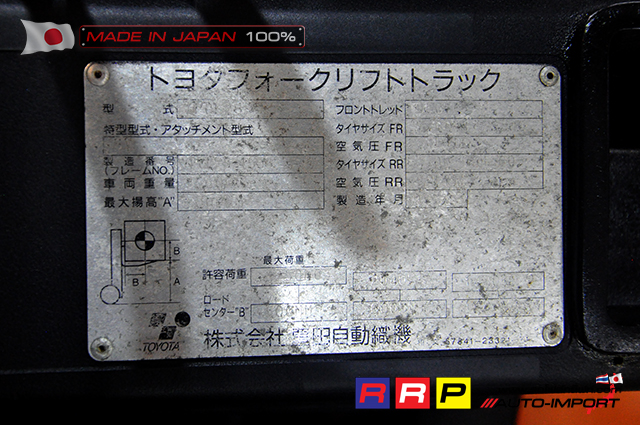 MADE IN JAPAN 100%
トヨタフォークリフトトラック
型式
特型型式・アタッチメント型式
製造番号
(フレームNO.)
車両重量
最大揚高"A"
フロントトレッド
タイヤサイズ FR
空気圧 FR
タイヤサイズ RR
空気圧 RR
製造年月
B
B
A
最大荷重
許容荷重
ロード
センター"B"
TOYOTA
株式会社豊田自動織機
RRP
///AUTO-IMPORT